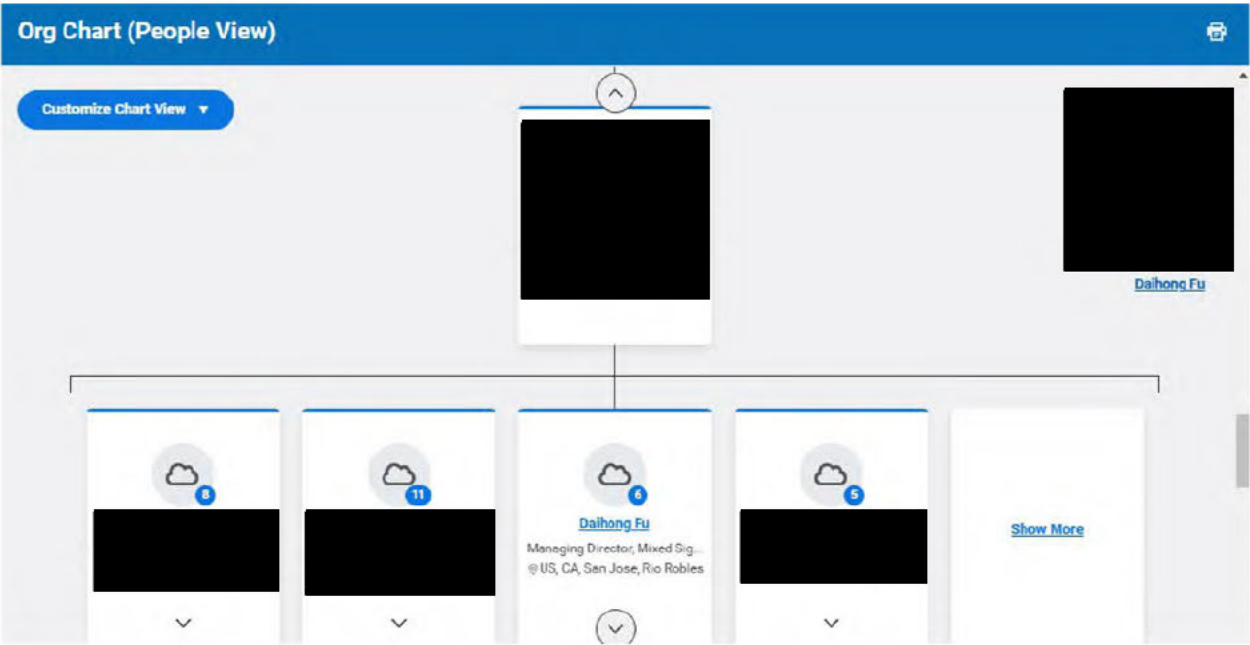 Org Chart (People View)
Customize Chart View
Daihong Fu
8
11
6
5
Daihong Fu
Managing Director, Mixed Sig...
US, CA, San Jose, Rio Robles
Show More